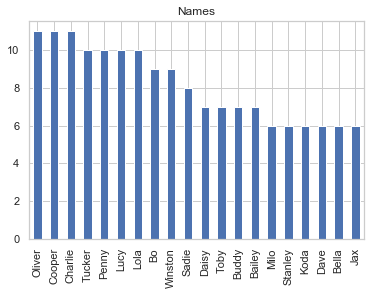 Names
10
8
6
4
2
0
Oliver
Cooper
Charlie
Tucker
Penny
Lucy
Lola
Bo
Winston
Sadie
Daisy
Toby
Buddy
Bailey
Milo
Stanley
Koda
Dave
Bella
Jax